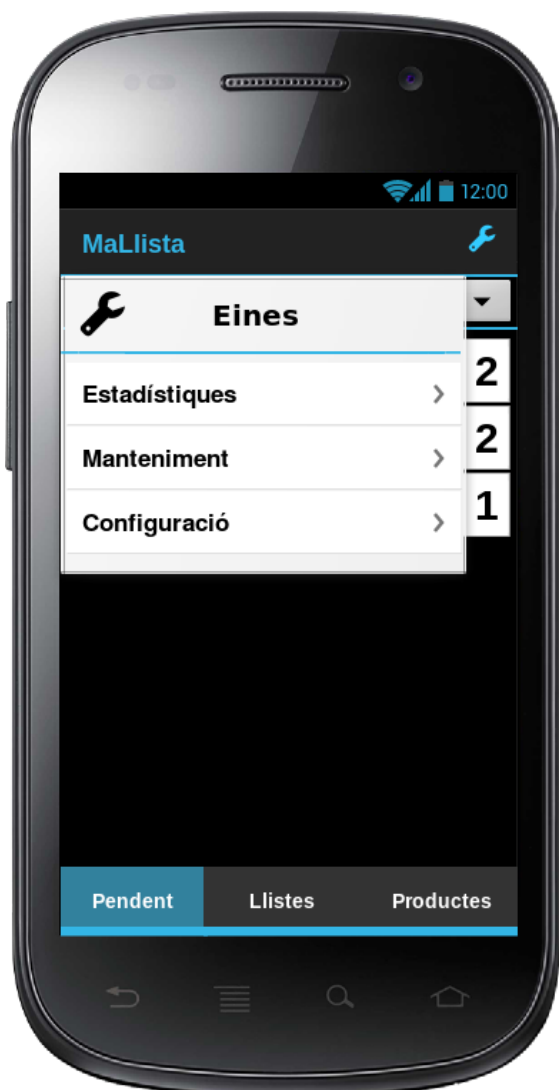 12:00
MaLlista
Eines
Estadístiques
2
Manteniment
2
Configuració
1
Pendent Llistes Productes